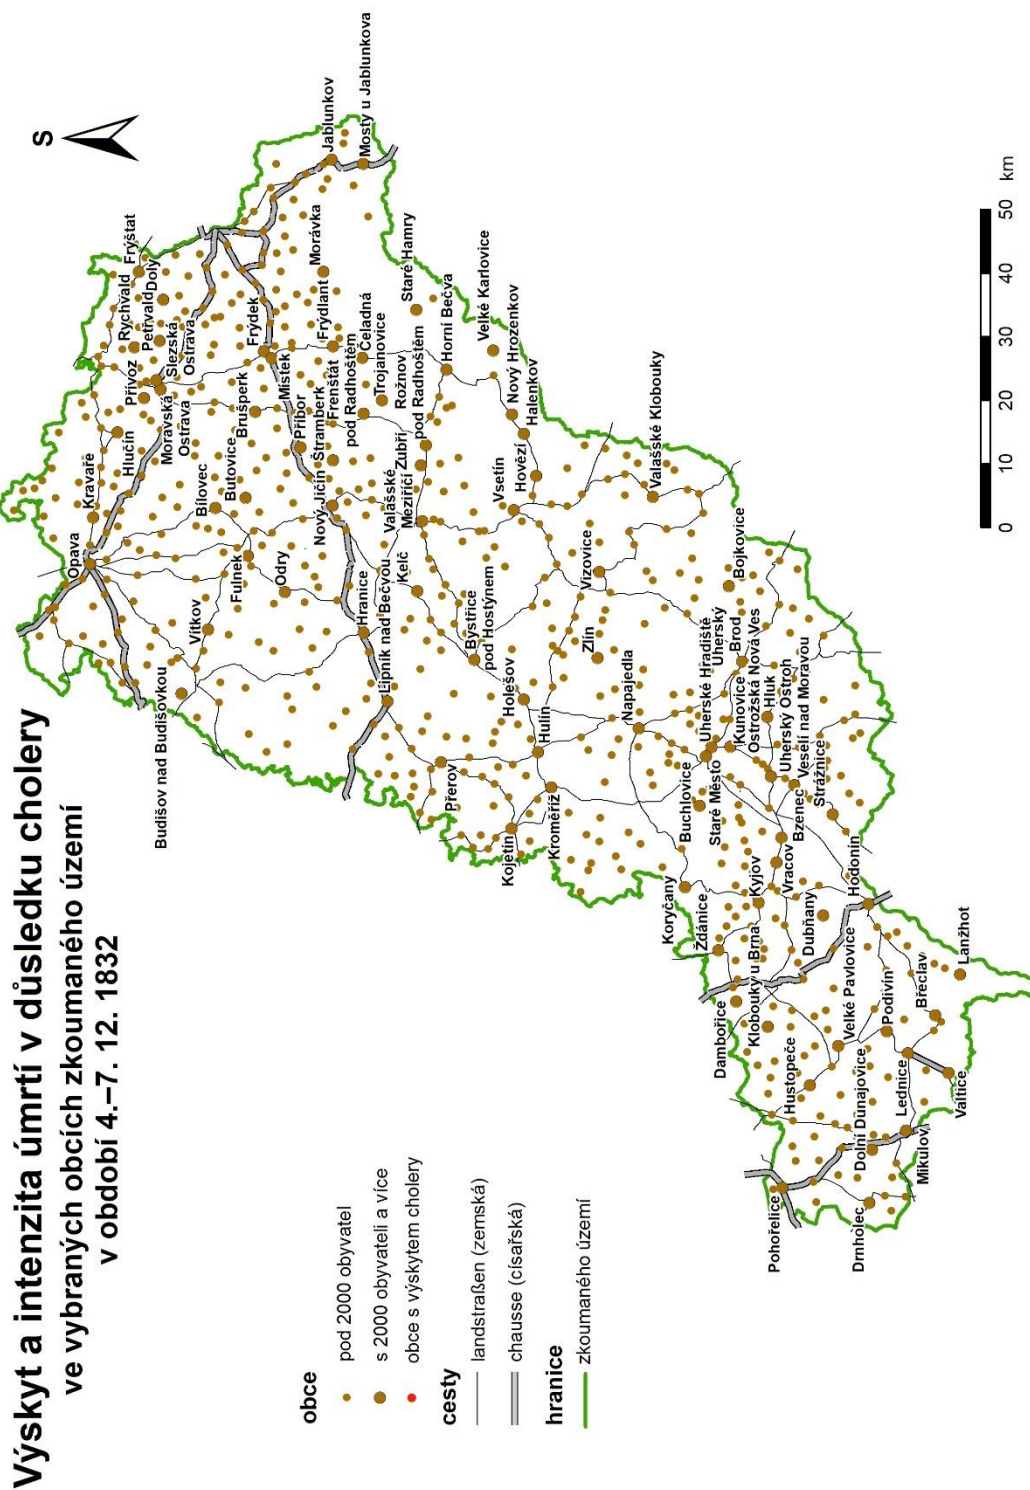 Výskyt a intenzita úmrtí v důsledku cholery
ve vybraných obcích zkoumaného území
v období 4.–7. 12. 1832
S
obce
pod 2000 obyvatel
s 2000 obyvateli a více
obce s výskytem cholery
cesty
landstraßen (zemská)
chausse (císařská)
hranice
zkoumaného území
0
10
20
30
40
50
km
Opava
Kravaře
Hlučín
Přívoz
Rychvald
Petřvald
Doly
Fryštát
Moravská
Ostrava
Slezská
Ostrava
Budišov nad Budišovkou
Vítkov
Bílovec
Butovice
Brušperk
Frýdek
Místek
Fulnek
Odry
Příbor
Štramberk
Nový Jičín
Frenštát
pod Radhoštěm
Frýdlant
Morávka
Jablunkov
Mosty u Jablunkova
Čeladná
Trojanovice
Staré Hamry
Hranice
Lipník nad Bečvou
Kelč
Valašské
Meziříčí
Zubří
Rožnov
pod Radhoštěm
Horní Bečva
Velké Karlovice
Nový Hrozenkov
Halenkov
Hovězí
Vsetín
Bystřice
pod Hostýnem
Holešov
Hulín
Přerov
Kojetín
Kroměříž
Vizovice
Zlín
Napajedla
Valašské Klobouky
Bojkovice
Uherský
Brod
Uherské Hradiště
Kunovice
Ostrožská Nová Ves
Hluk
Uherský Ostroh
Veselí nad Moravou
Strážnice
Buchlovice
Staré Město
Bzenec
Vracov
Kyjov
Koryčany
Ždánice
Dubňany
Hodonín
Dambořice
Klobouky u Brna
Velké Pavlovice
Hustopeče
Podivín
Břeclav
Lanžhot
Lednice
Valtice
Dolní Dunajovice
Mikulov
Pohořelice
Drnholec